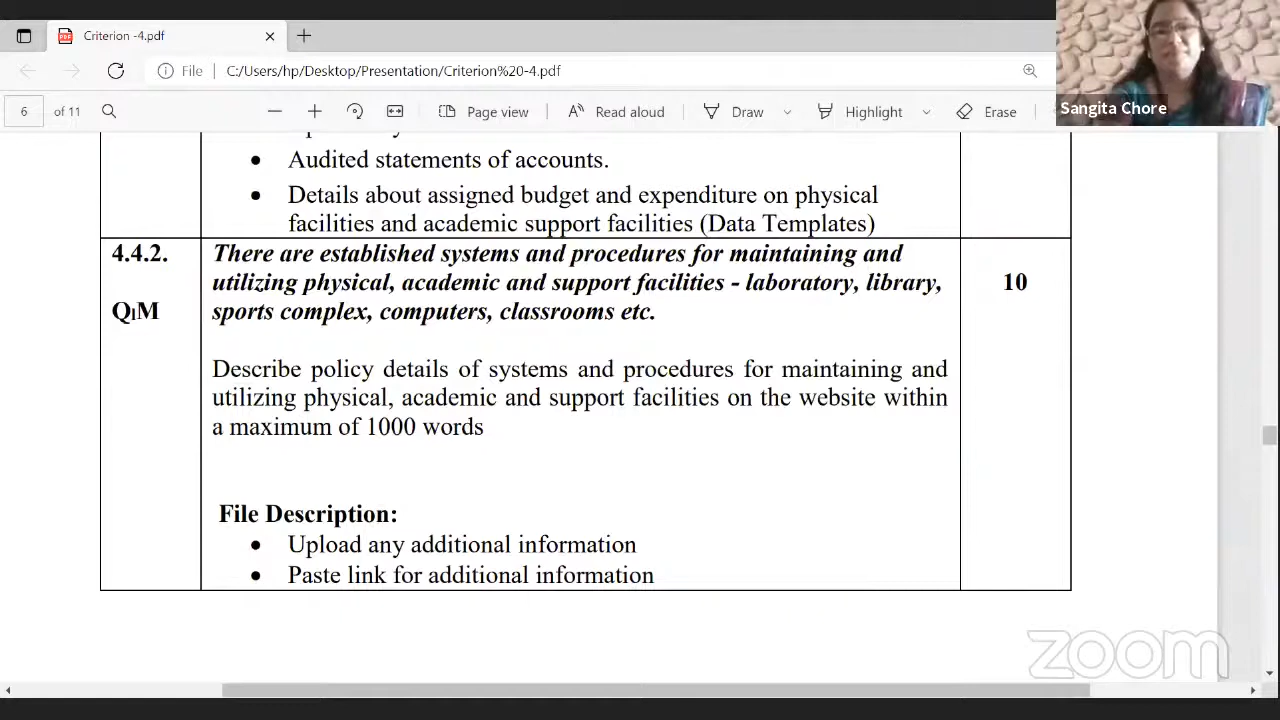 Criterion -4.pdf
File
C:/Users/hp/Desktop/Presentation/Criterion%20-4.pdf
Sangita Chore
6 of 11
Page view
Read aloud
Draw
Highlight
Erase
• Audited statements of accounts.
• Details about assigned budget and expenditure on physical
facilities and academic support facilities (Data Templates)
4.4.2.
QlM
There are established systems and procedures for maintaining and
utilizing physical, academic and support facilities - laboratory, library,
sports complex, computers, classrooms etc.
10
Describe policy details of systems and procedures for maintaining and
utilizing physical, academic and support facilities on the website within
a maximum of 1000 words
File Description:
• Upload any additional information
• Paste link for additional information
zoom